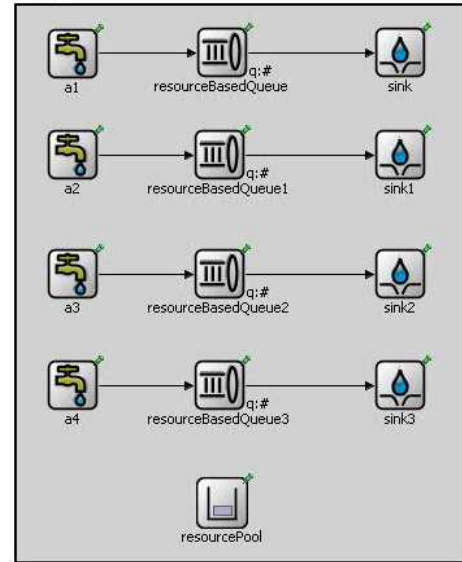 q:#
a1 resourceBasedQueue sink
q:#
a2 resourceBasedQueue1 sink1
q:#
a3 resourceBasedQueue2 sink2
q:#
a4 resourceBasedQueue3 sink3
resourcePool